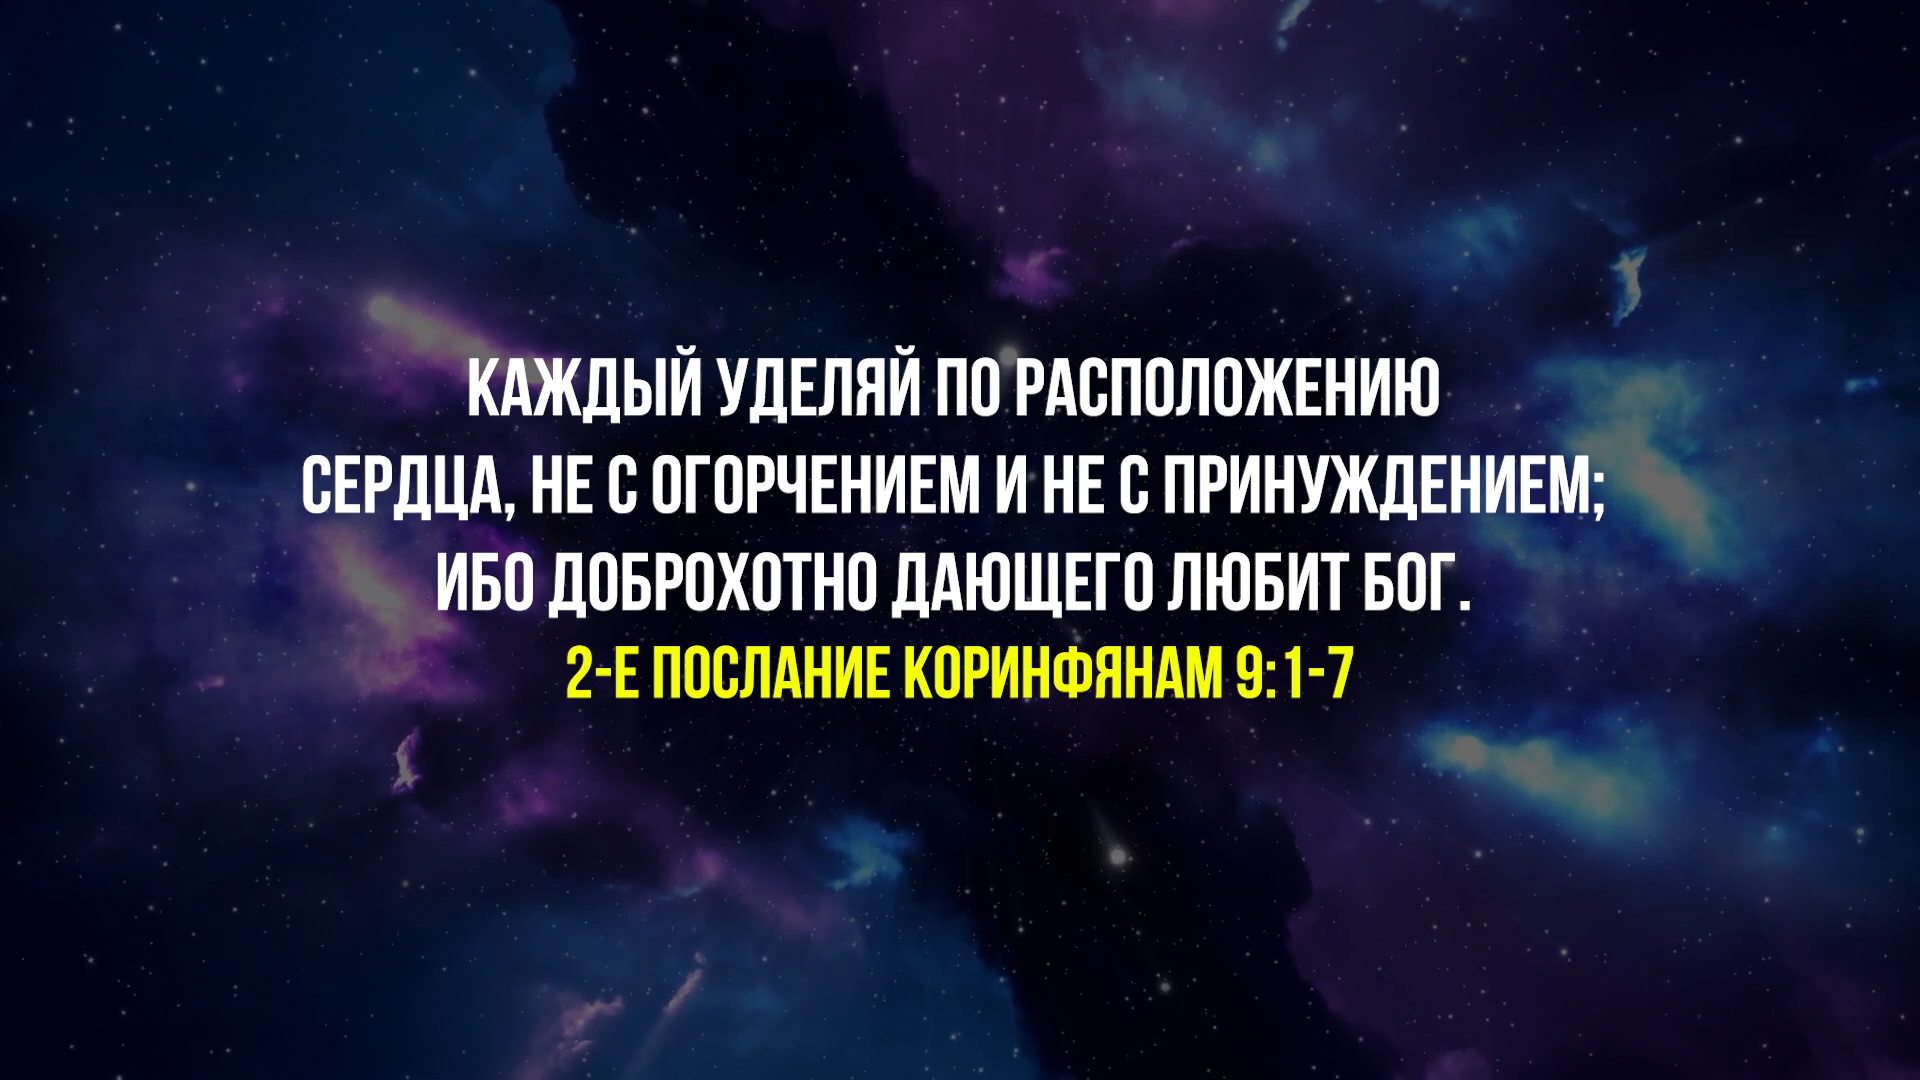 КАЖДЫЙ УДЕЛЯЙ ПО РАСПОЛОЖЕНИЮ
СЕРДЦА, НЕ С ОГОРЧЕНИЕМ И НЕ С ПРИНУЖДЕНИЕМ;
ИБО ДОБРОХОТНО ДАЮЩЕГО ЛЮБИТ БОГ.
2-Е ПОСЛАНИЕ КОРИНФЯНАМ 9:1-7